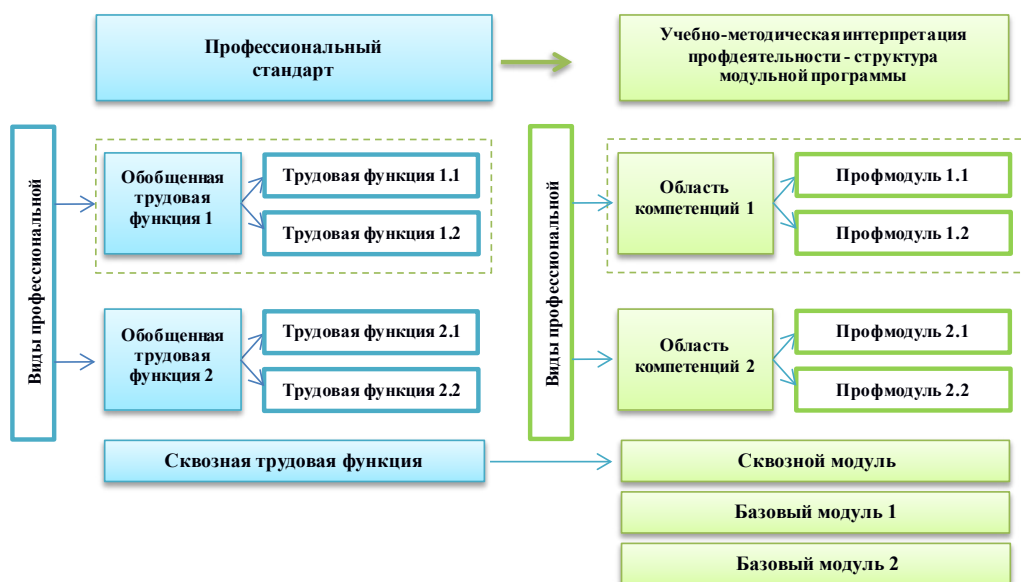 Профессиональный
стандарт
Учебно-методическая интерпретация
профдеятельности - структура
модульной программы
Виды профессиональной
Обобщенная
трудовая
функция 1
Трудовая функция 1.1
Трудовая функция 1.2
Обобщенная
трудовая
функция 2
Трудовая функция 2.1
Трудовая функция 2.2
Виды профессиональной
Область
компетенций 1
Профмодуль 1.1
Профмодуль 1.2
Область
компетенций 2
Профмодуль 2.1
Профмодуль 2.2
Сквозная трудовая функция
Сквозной модуль
Базовый модуль 1
Базовый модуль 2